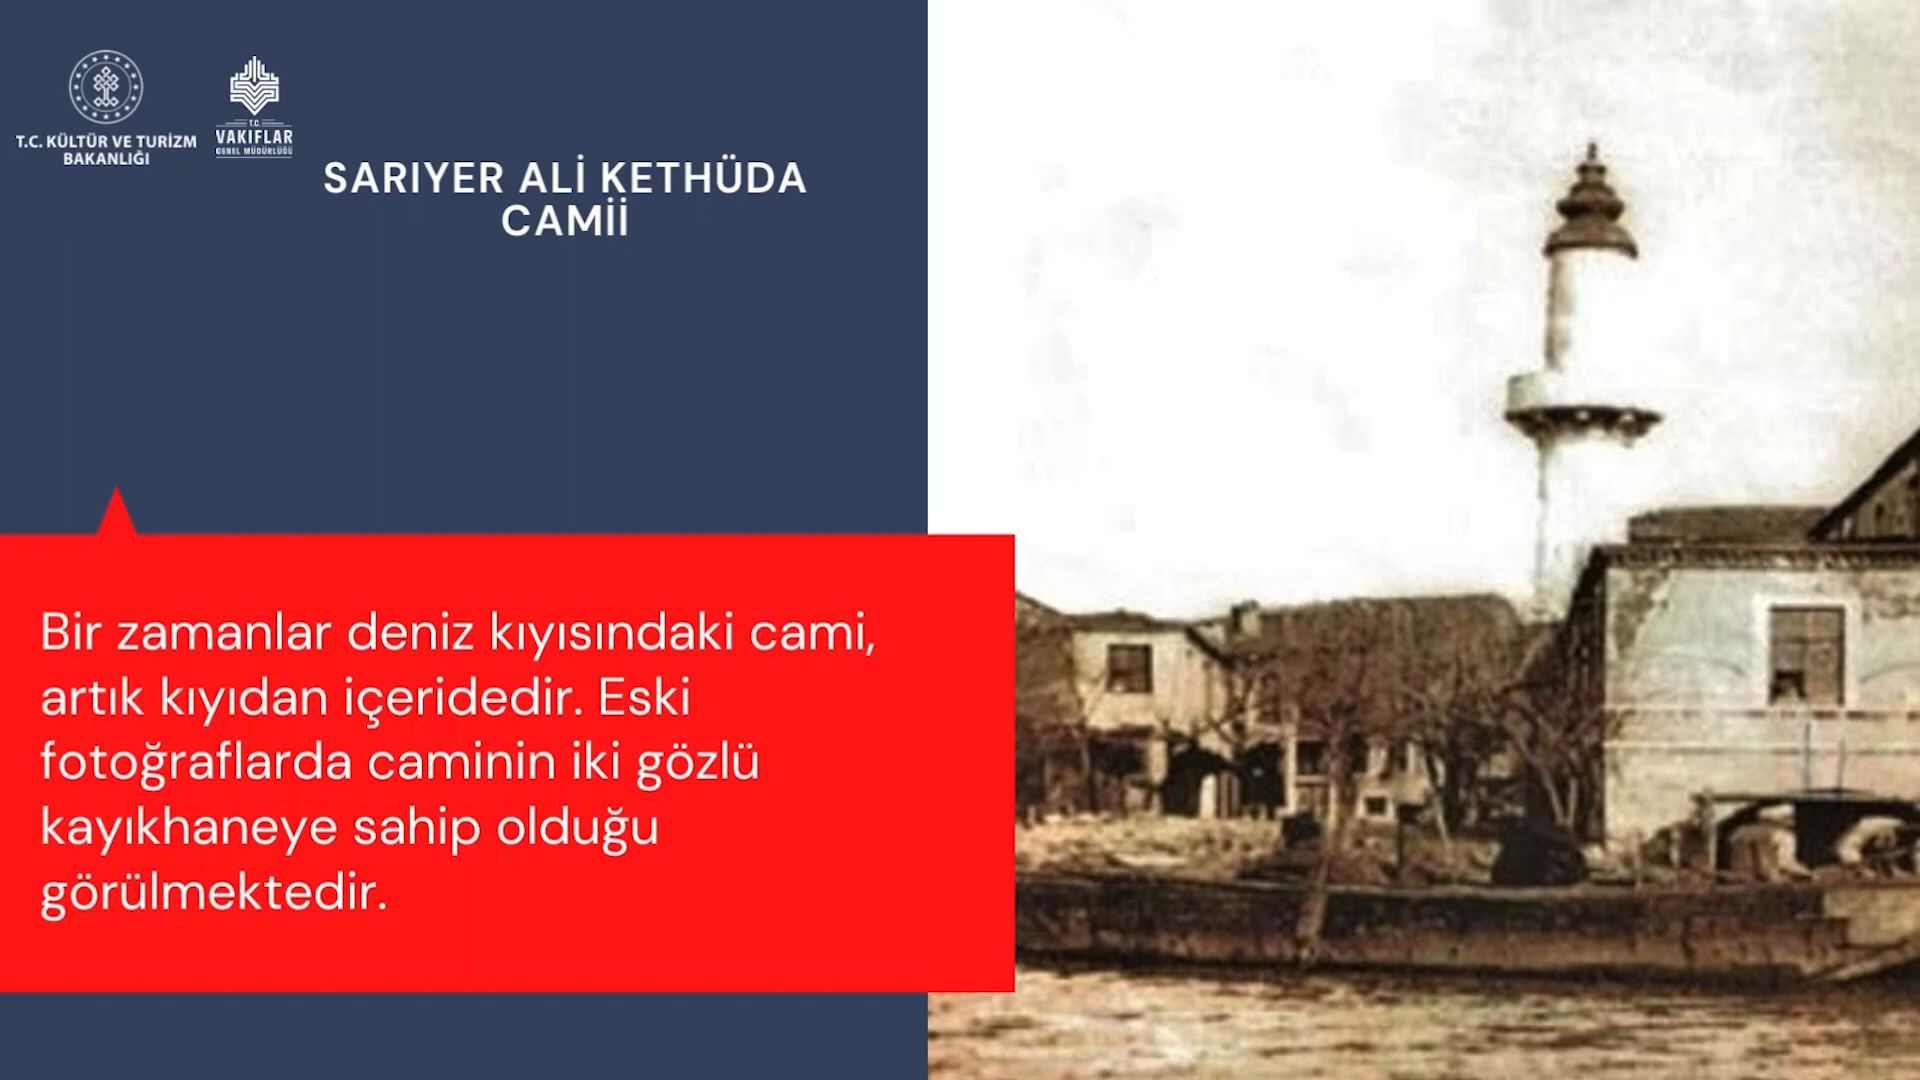 T.C. KÜLTÜR VE TURİZM
BAKANLIĞI
T.C.
VAKIFLAR
GENEL MÜDÜRLÜĞÜ
SARIYER ALİ KETHÜDA
CAMİİ
Bir zamanlar deniz kıyısındaki cami,
artık kıyıdan içeridedir. Eski
fotoğraflarda caminin iki gözlü
kayıkhaneye sahip olduğu
görülmektedir.